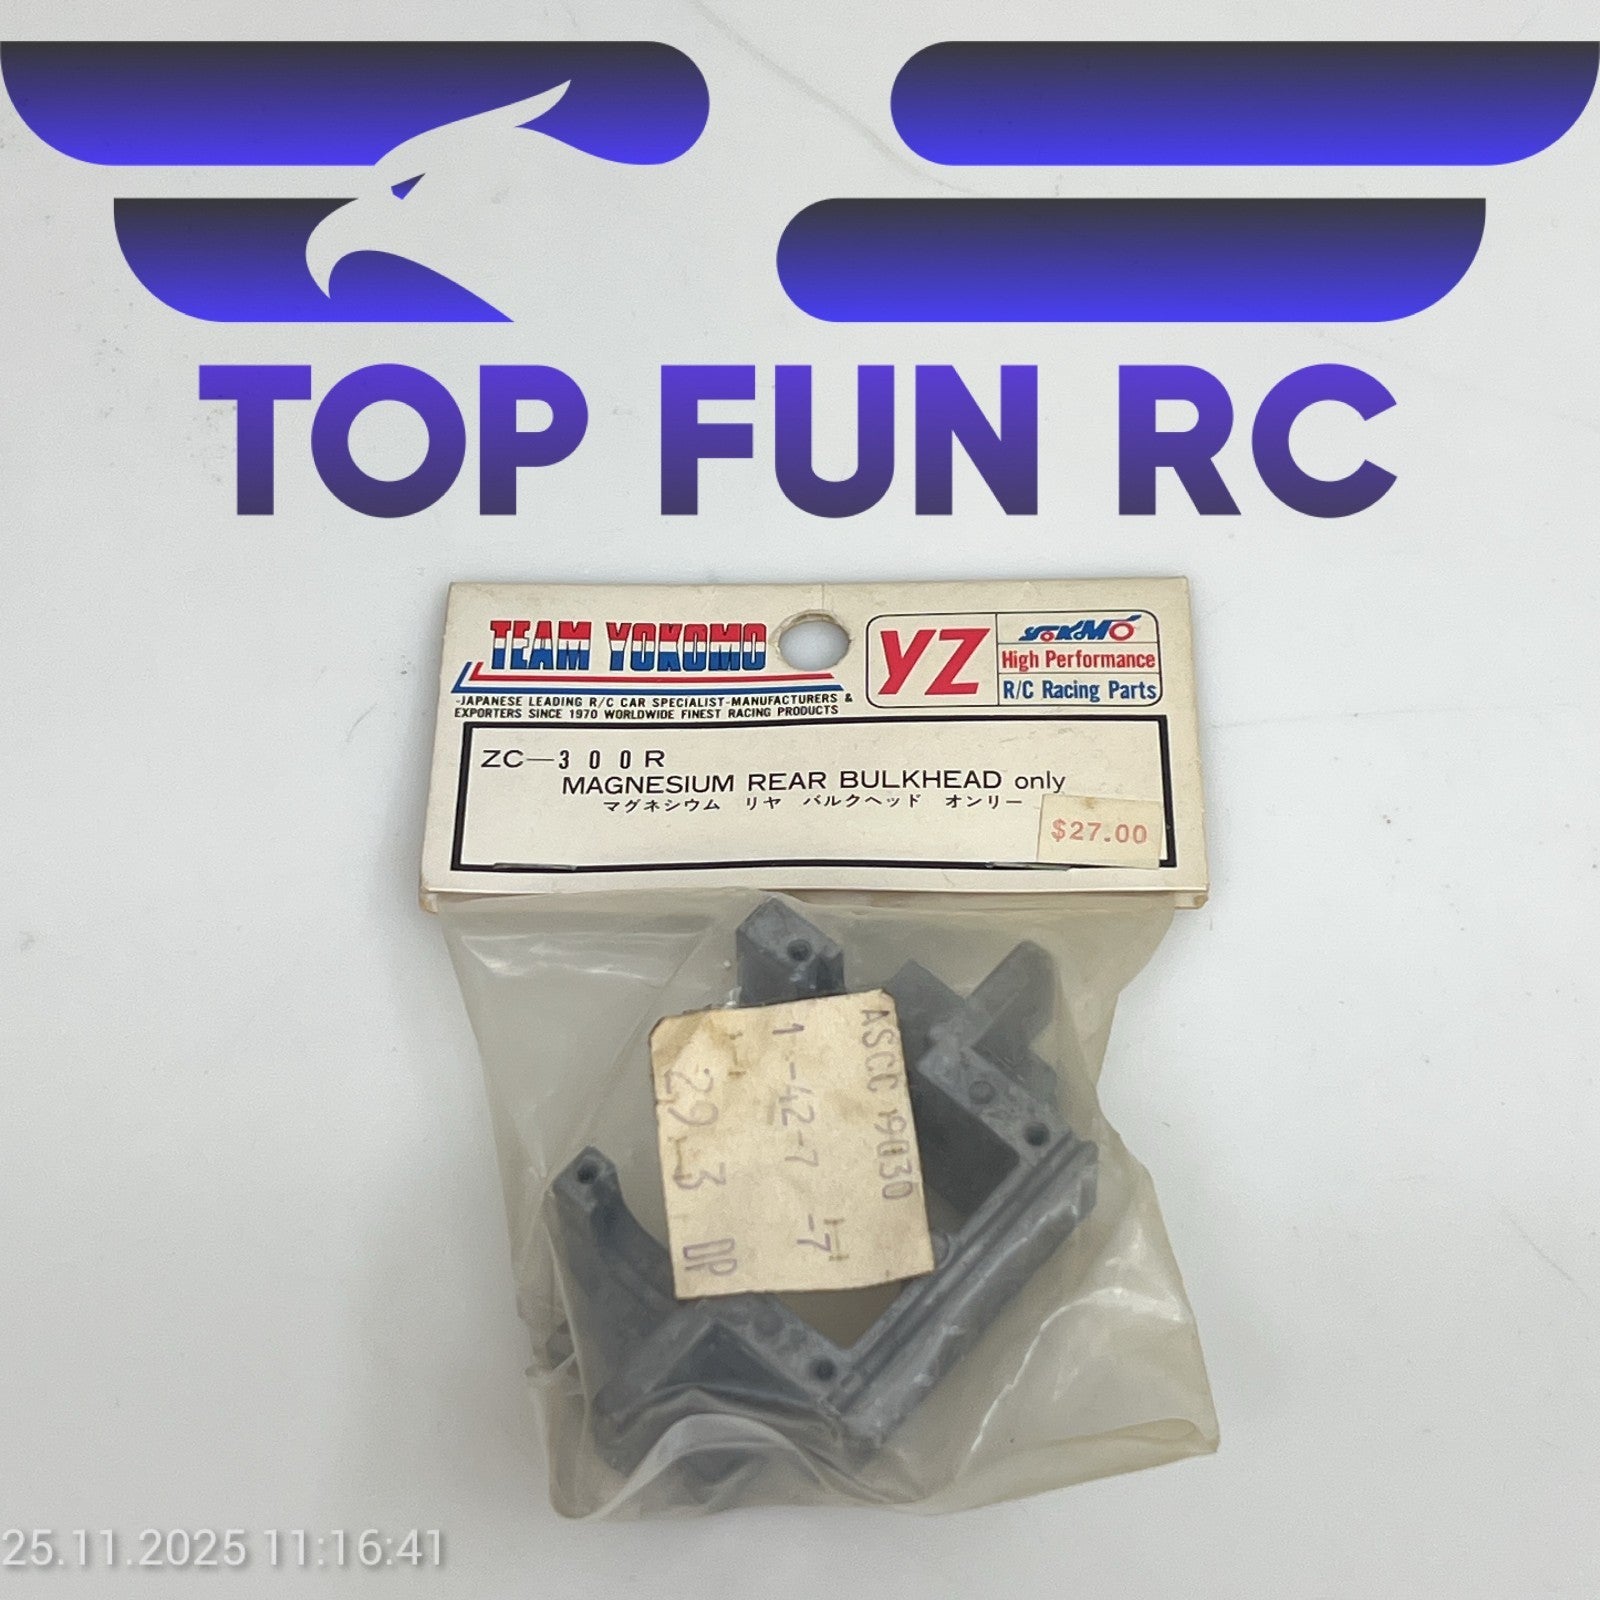 TOP FUN RC
TEAM YOKOMO
-JAPANESE LEADING R/C CAR SPECIALIST-MANUFACTURERS &
EXPORTERS SINCE 1970 WORLDWIDE FINEST RACING PRODUCTS
YZ
YOKOMO
High Performance
R/C Racing Parts
ZC-300R
MAGNESIUM REAR BULKHEAD only
マグネシウム リヤ バルクヘッド オンリー
$27.00
ASCC 9030
1-42-7 -7
29 3 DP
25.11.2025 11:16:41